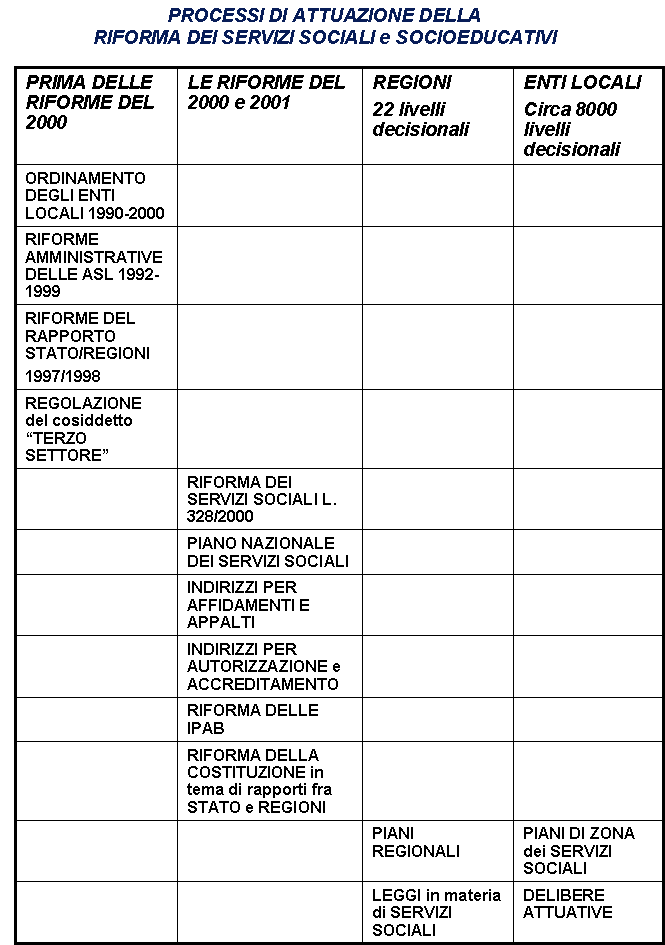 PROCESSI DI ATTUAZIONE DELLA
RIFORMA DEI SERVIZI SOCIALI e SOCIOEDUCATIVI
PRIMA DELLE
RIFORME DEL
2000
LE RIFORME DEL
2000 e 2001
REGIONI
22 livelli
decisionali
ENTI LOCALI
Circa 8000
livelli
decisionali
ORDINAMENTO
DEGLI ENTI
LOCALI 1990-2000
RIFORME
AMMINISTRATIVE
DELLE ASL 1992-
1999
RIFORME DEL
RAPPORTO
STATO/REGIONI
1997/1998
REGOLAZIONE
del cosiddetto
“TERZO
SETTORE”
RIFORMA DEI
SERVIZI SOCIALI L.
328/2000
PIANO NAZIONALE
DEI SERVIZI SOCIALI
INDIRIZZI PER
AFFIDAMENTI E
APPALTI
INDIRIZZI PER
AUTORIZZAZIONE e
ACCREDITAMENTO
RIFORMA DELLE
IPAB
RIFORMA DELLA
COSTITUZIONE in
tema di rapporti fra
STATO e REGIONI
PIANI
REGIONALI
PIANI DI ZONA
dei SERVIZI
SOCIALI
LEGGI in materia
di SERVIZI
SOCIALI
DELIBERE
ATTUATIVE